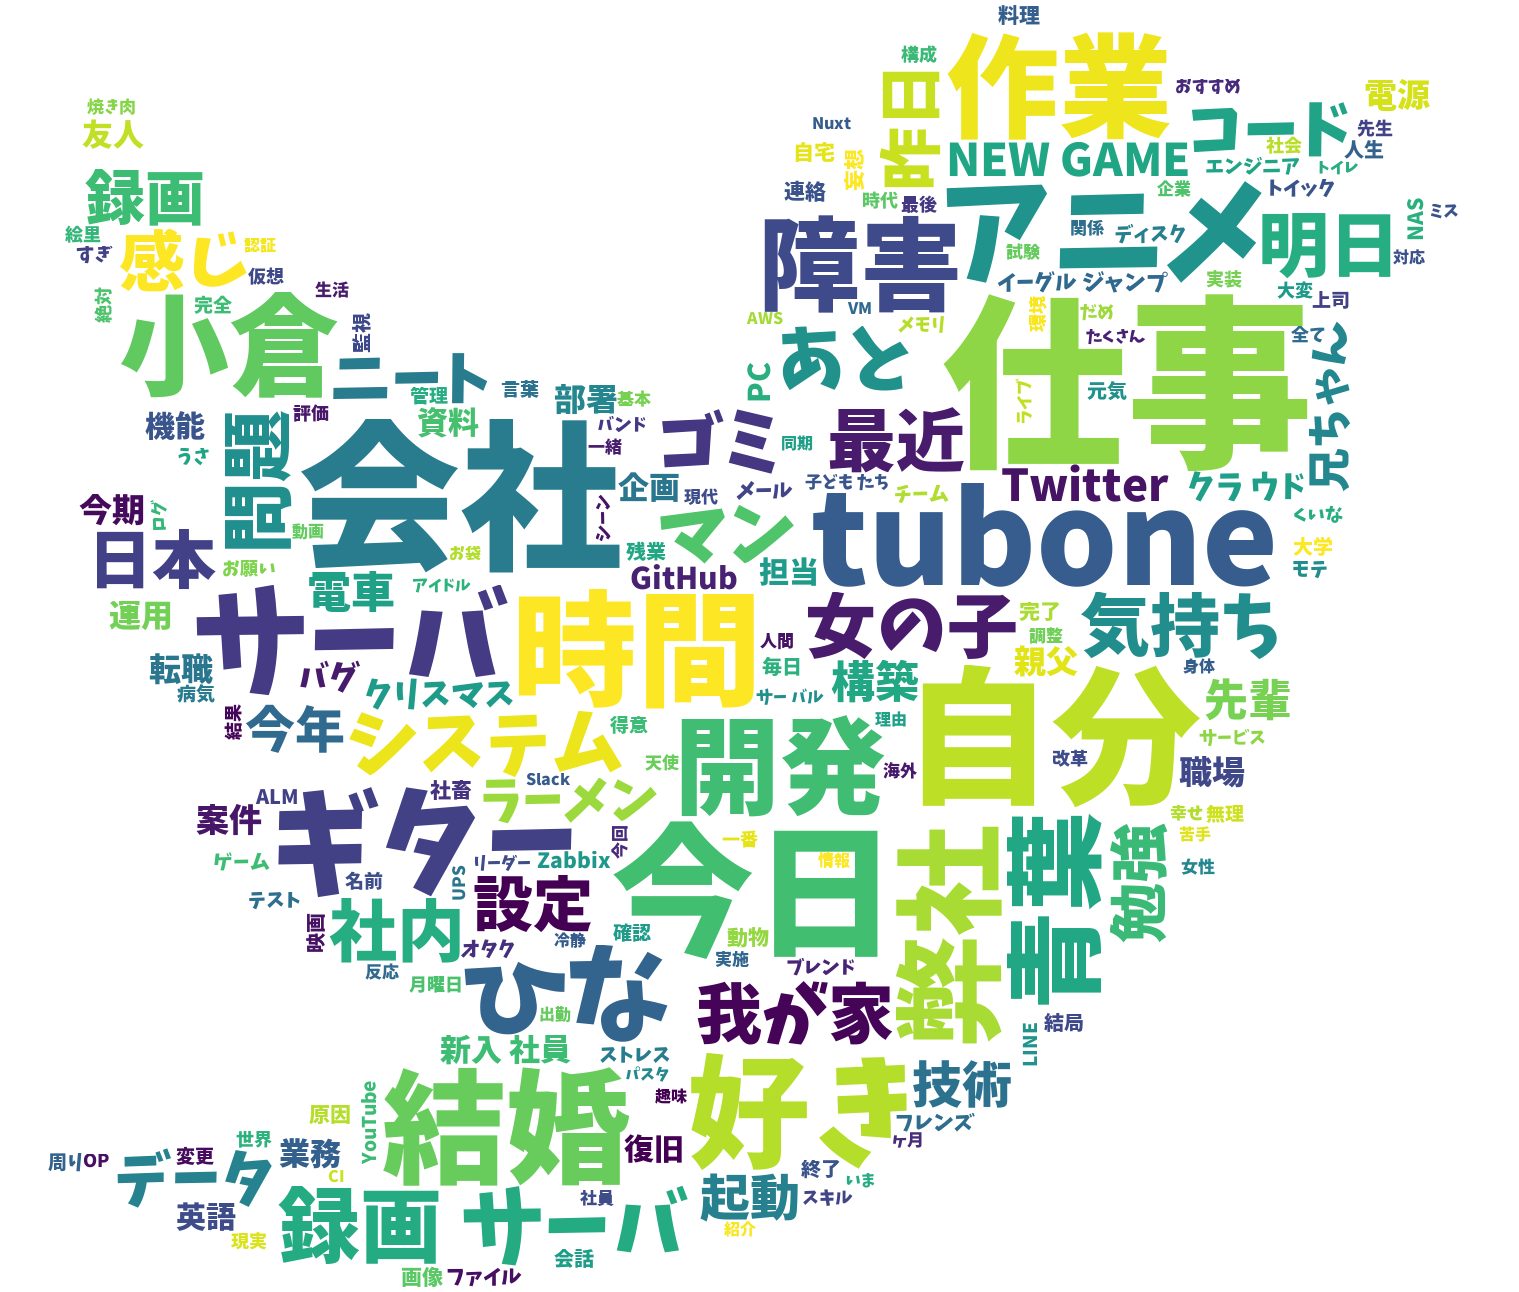 料理
構成
作業
おすすめ
電源
焼き肉
友人
Nuxt
昨日
コード
先生
社会
人生
自宅
妄想
NEW GAME
エンジニア
トイレ
録画
連絡
時代
最後
アニメ
企業
トイック
NAS
ミス
絵里
すぎ
感じ
認証
仮想
障害
関係
ディスク
試験
明日
対応
生活
イーグル ジャンプ
実装
大変
上司
絶対
小倉
完全
監視
AWS
VM
メモリ
環境
だめ
たくさん
仕事
全て
兄ちゃん
あと
PC
ニート
管理
言葉
部署
基本
ライブ
元気
機能
評価
問題
資料
会社
バンド
一緒
ゴミ
同期
最近
うさ
企画
現代
メール
子ども たち
チーム
Twitter
クラ ウド
今期
ログ
シーン
マン
tubone
くいな
日本
動画
お袋
残業
大学
お願い
電車
アイドル
GitHub
担当
モテ
運用
サーバ
時間
女の子
完了
調整
気持ち
人間
転職
病気
バグ
クリスマス
毎日
サー バル
構築
親父
身体
結果
今年
システム
得意
理由
自分
先輩
サービス
天使
開発
海外
改革
職場
Slack
ALM
社畜
ラーメン
案件
ギター
幸せ
無理
苦手
ゲーム
リーダー
Zabbix
今回
今日
一番
情報
弊社
青葉
勉強
女性
テスト
名前
UPS
設定
映画
社内
オタク
冷静
確認
動物
反応
月曜日
ひな
実施
ブレンド
出勤
我が家
LINE
結局
新入 社員
ストレス
パスタ
技術
YouTube
結婚
趣味
好き
フレンズ
ヶ月
原因
世界
業務
復旧
周り
OP
変更
データ
CI
終了
いま
起動
スキル
英語
録画 サーバ
社員
現実
紹介
会話
画像
ファイル